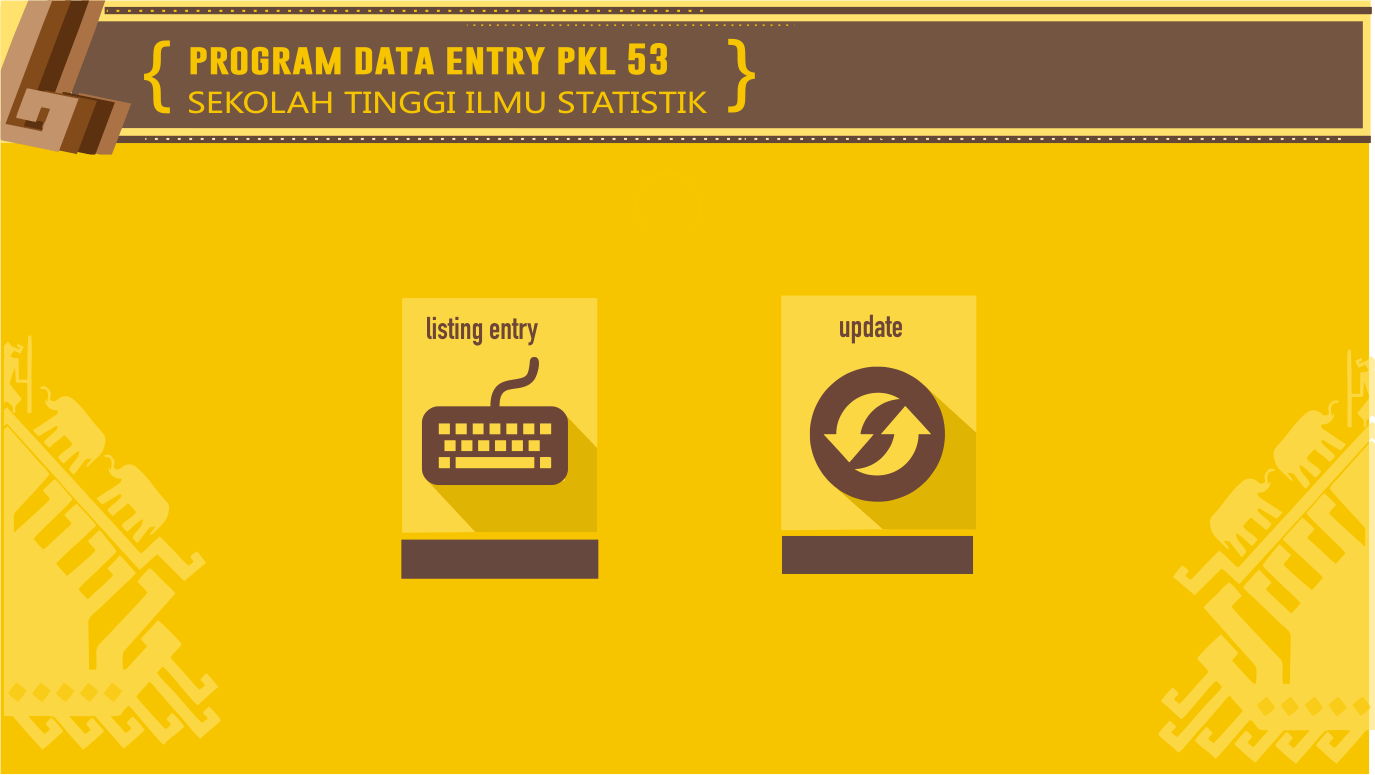 PROGRAM DATA ENTRY PKL 53
SEKOLAH TINGGI ILMU STATISTIK
listing entry
update